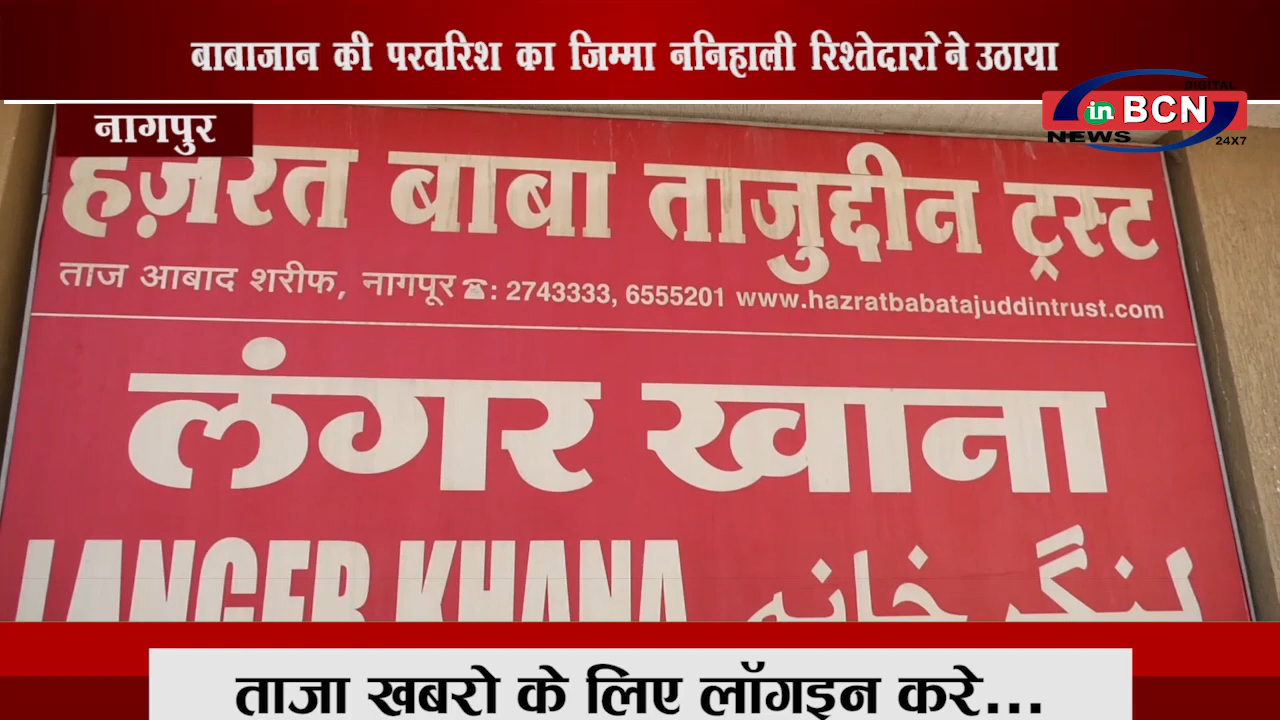 बाबाजान की परवरिश का जिम्मा ननिहाली रिश्तेदारो ने उठाया
DIGITAL
in BCN
NEWS 24X7
नागपुर
हज़रत बाबा ताजुद्दीन ट्रस्ट
ताज आबाद शरीफ, नागपूर ☎: 2743333, 6555201 www.hazratbabatajuddintrust.com
लंगर खाना
LANGER KHANA لنگر خانہ
ताजा खबरो के लिए लॉगइन करे...